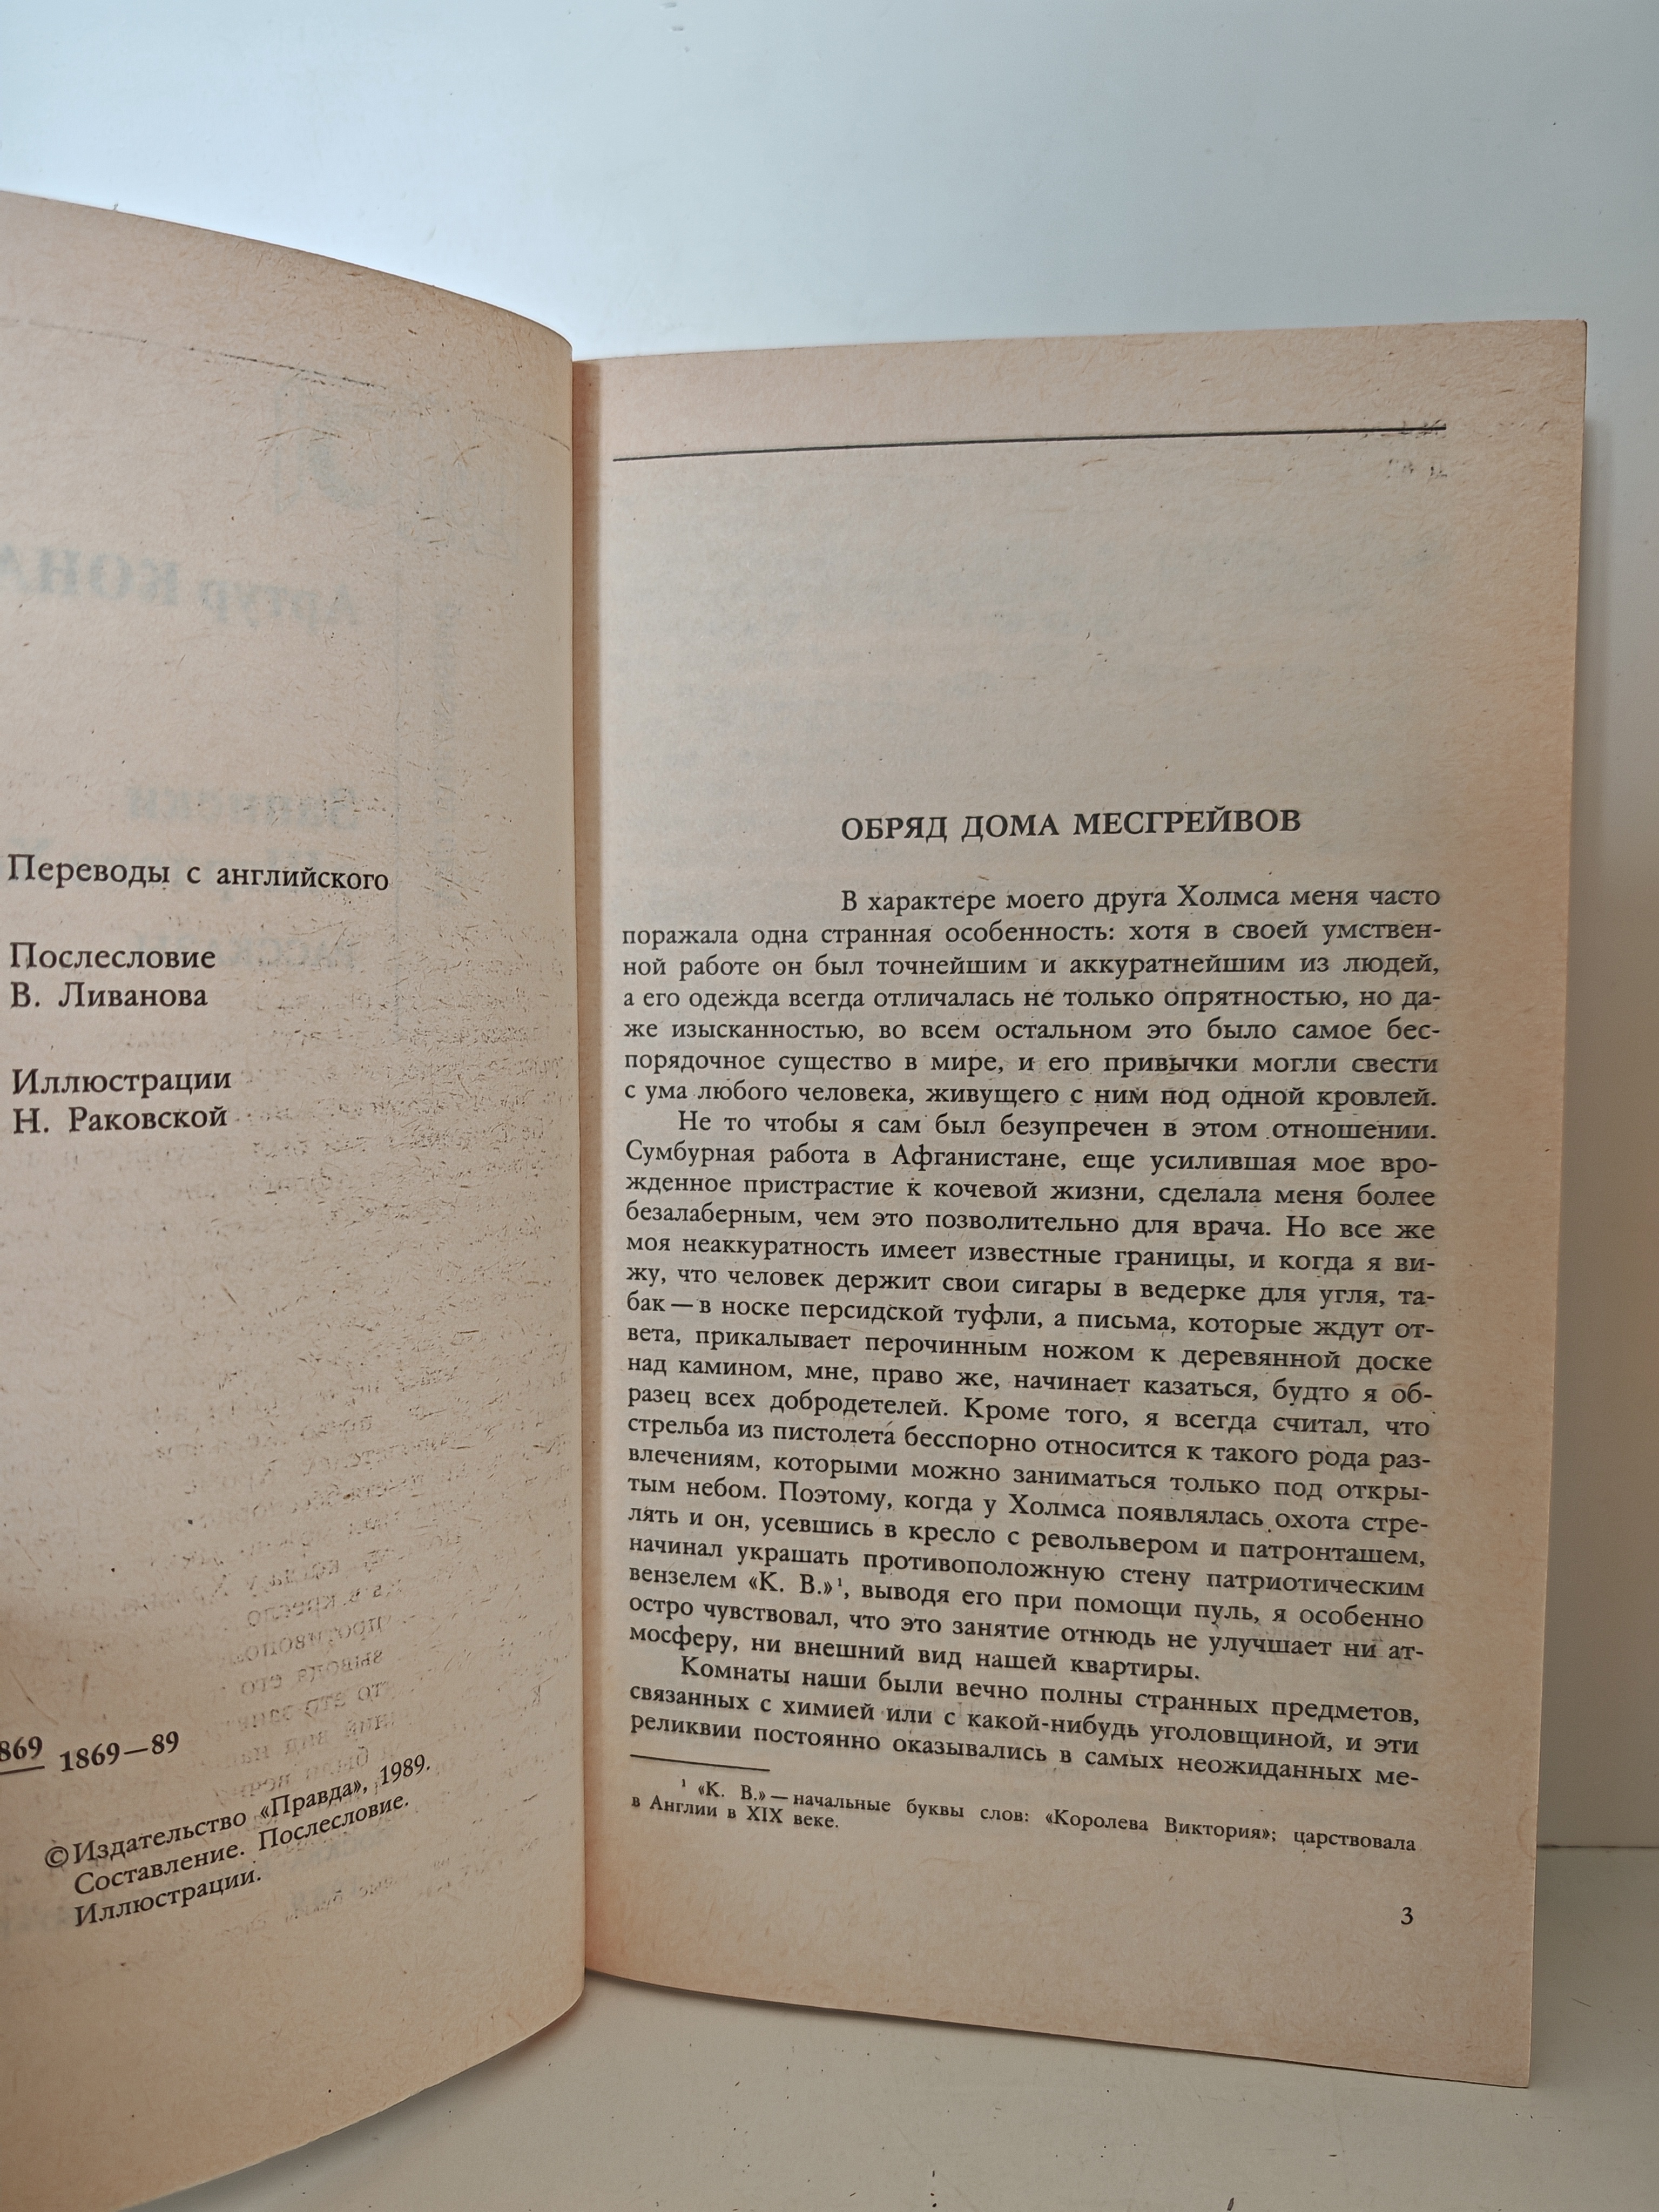 Переводы с английского
Послесловие
В. Ливанова
Иллюстрации
Н. Раковской
869
1869—89
© Издательство «Правда», 1989.
Составление. Послесловие.
Иллюстрации.
ОБРЯД ДОМА МЕСГРЕЙВОВ
В характере моего друга Холмса меня часто
поражала одна странная особенность: хотя в своей умствен-
ной работе он был точнейшим и аккуратнейшим из людей,
а его одежда всегда отличалась не только опрятностью, но да-
же изысканностью, во всем остальном это было самое бес-
порядочное существо в мире, и его привычки могли свести
с ума любого человека, живущего с ним под одной кровлей.
Не то чтобы я сам был безупречен в этом отношении.
Сумбурная работа в Афганистане, еще усилившая мое вро-
жденное пристрастие к кочевой жизни, сделала меня более
безалаберным, чем это позволительно для врача. Но все же
моя неаккуратность имеет известные границы, и когда я ви-
жу, что человек держит свои сигары в ведерке для угля, та-
бак — в носке персидской туфли, а письма, которые ждут от-
вета, прикалывает перочинным ножом к деревянной доске
над камином, мне, право же, начинает казаться, будто я об-
разец всех добродетелей. Кроме того, я всегда считал, что
стрельба из пистолета бесспорно относится к такого рода раз-
влечениям, которыми можно заниматься только под откры-
тым небом. Поэтому, когда у Холмса появлялась охота стре-
лять и он, усевшись в кресло с револьвером и патронташем,
начинал украшать противоположную стену патриотическим
вензелем «К. В.»¹, выводя его при помощи пуль, я особенно
остро чувствовал, что это занятие отнюдь не улучшает ни ат-
мосферу, ни внешний вид нашей квартиры.
Комнаты наши были вечно полны странных предметов,
связанных с химией или с какой-нибудь уголовщиной, и эти
реликвии постоянно оказывались в самых неожиданных ме-
¹ «К. В.» — начальные буквы слов: «Королева Виктория»; царствовала
в Англии в XIX веке.
3